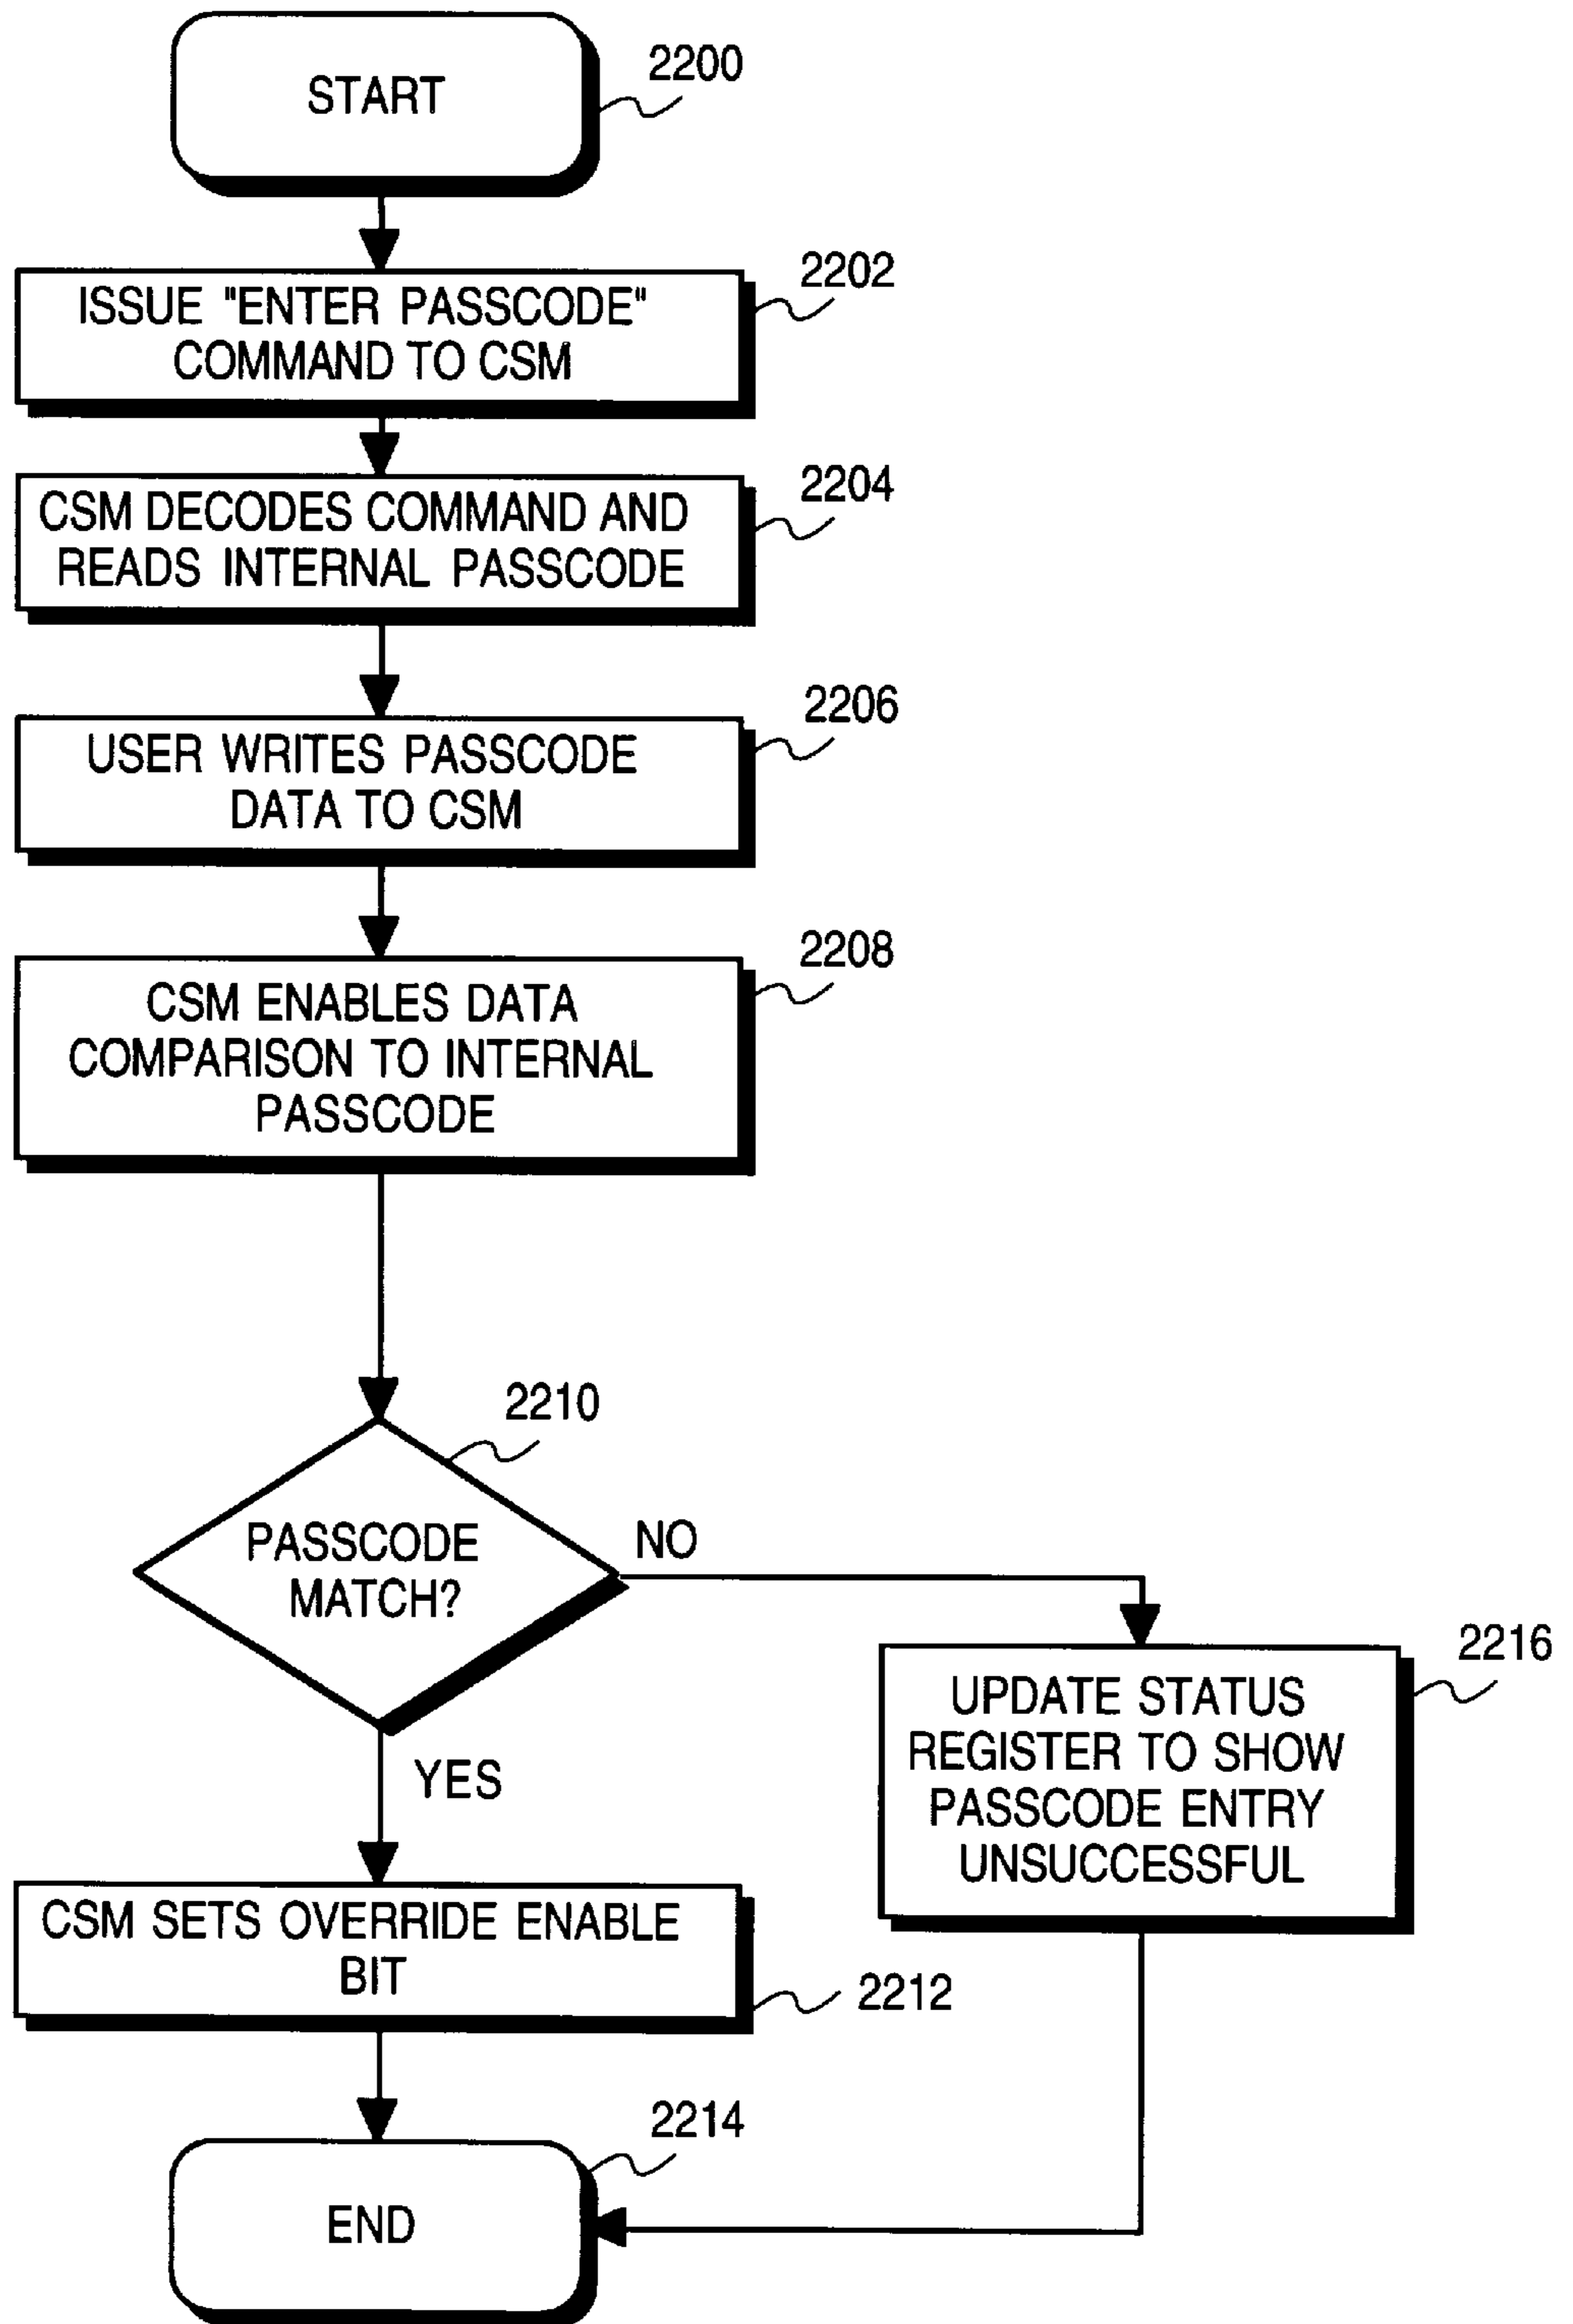 START
2200
ISSUE "ENTER PASSCODE"
COMMAND TO CSM
2202
CSM DECODES COMMAND AND
READS INTERNAL PASSCODE
2204
USER WRITES PASSCODE
DATA TO CSM
2206
CSM ENABLES DATA
COMPARISON TO INTERNAL
PASSCODE
2208
PASSCODE
MATCH?
2210
NO
YES
UPDATE STATUS
REGISTER TO SHOW
PASSCODE ENTRY
UNSUCCESSFUL
2216
CSM SETS OVERRIDE ENABLE
BIT
2212
END
2214